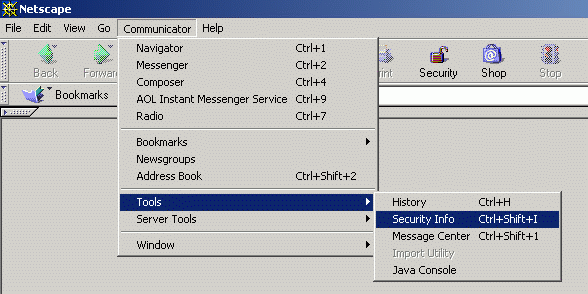 Netscape
File Edit View Go Communicator Help
Back Forward Security Shop Stop
Bookmarks
Navigator Ctrl+1
Messenger Ctrl+2
Composer Ctrl+4
AOL Instant Messenger Service Ctrl+9
Radio Ctrl+7
Bookmarks
Newsgroups
Address Book Ctrl+Shift+2
Tools
Server Tools
Window
History Ctrl+H
Security Info Ctrl+Shift+I
Message Center Ctrl+Shift+1
Import Utility
Java Console